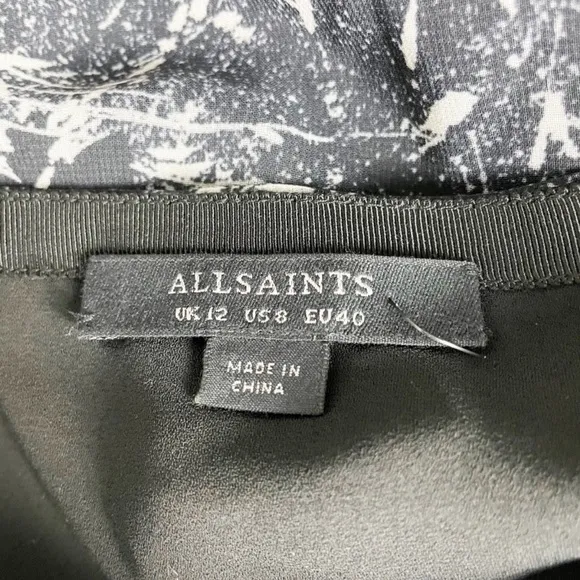 ALLSAINTS
UK 12 US 8 EU 40
MADE IN
CHINA